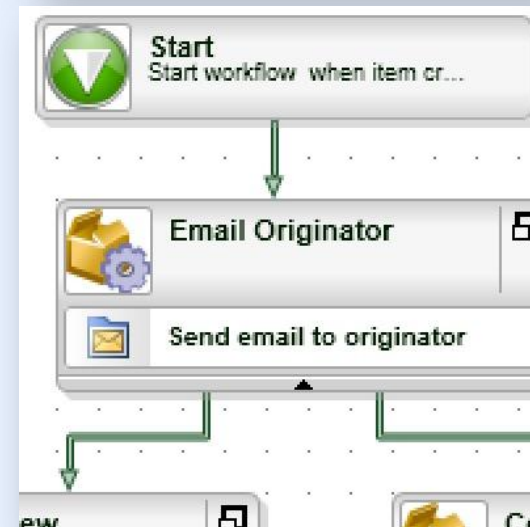 Start
Start workflow when item cr...
Email Originator
Send email to originator